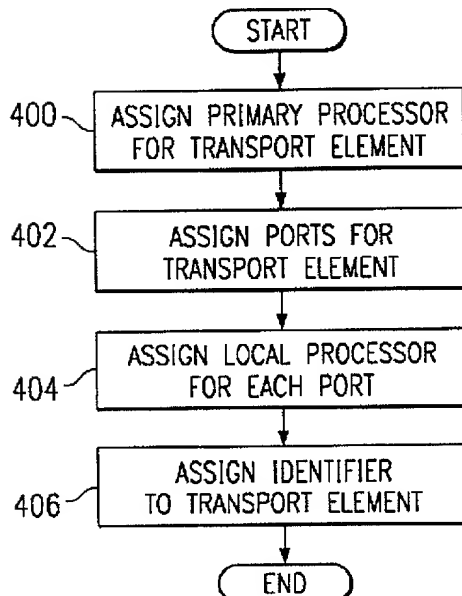 START
400
ASSIGN PRIMARY PROCESSOR
FOR TRANSPORT ELEMENT
402
ASSIGN PORTS FOR
TRANSPORT ELEMENT
404
ASSIGN LOCAL PROCESSOR
FOR EACH PORT
406
ASSIGN IDENTIFIER
TO TRANSPORT ELEMENT
END